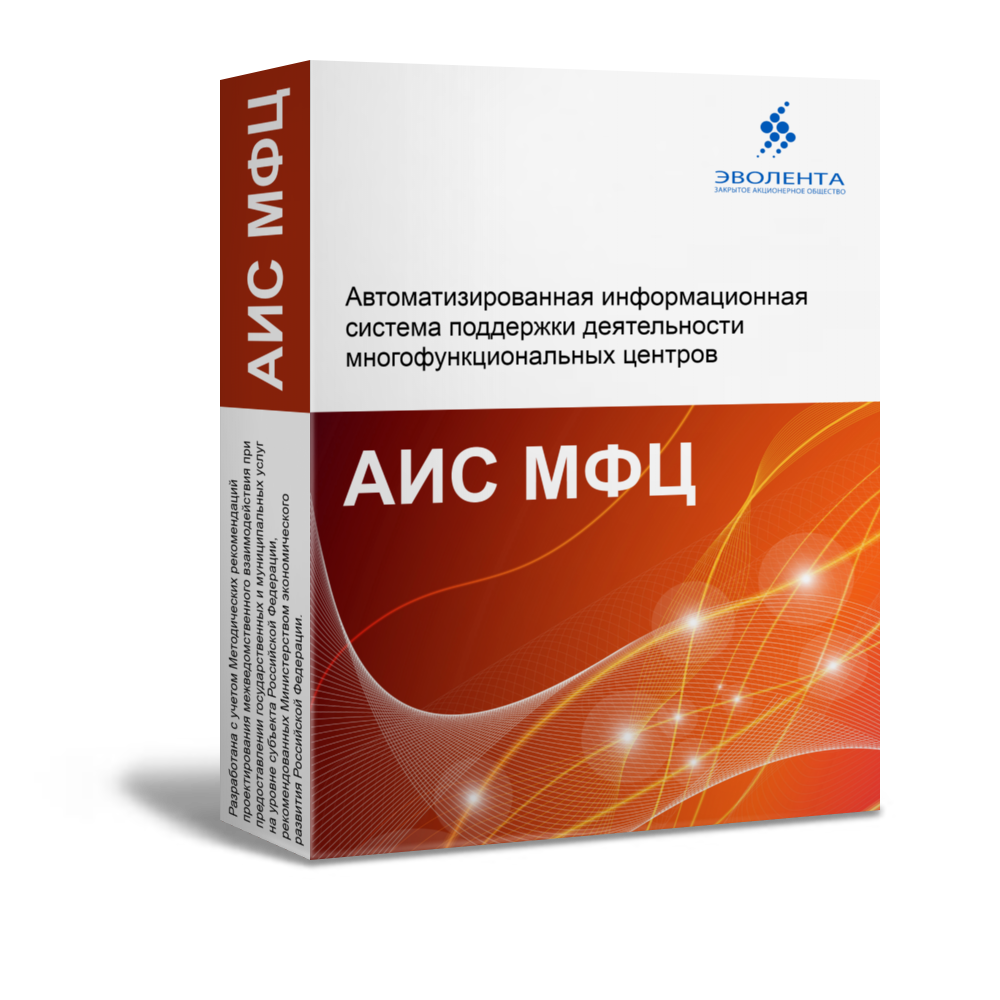 АИС МФЦ
Разработана с учетом Методических рекомендаций
проектирования межведомственного взаимодействия при
предоставлении государственных и муниципальных услуг
на уровне субъекта Российской Федерации,
рекомендованных Министерством экономического
развития Российской Федерации.
ЭВОЛЕНТА
ЗАКРЫТОЕ АКЦИОНЕРНОЕ ОБЩЕСТВО
Автоматизированная информационная
система поддержки деятельности
многофункциональных центров
АИС МФЦ